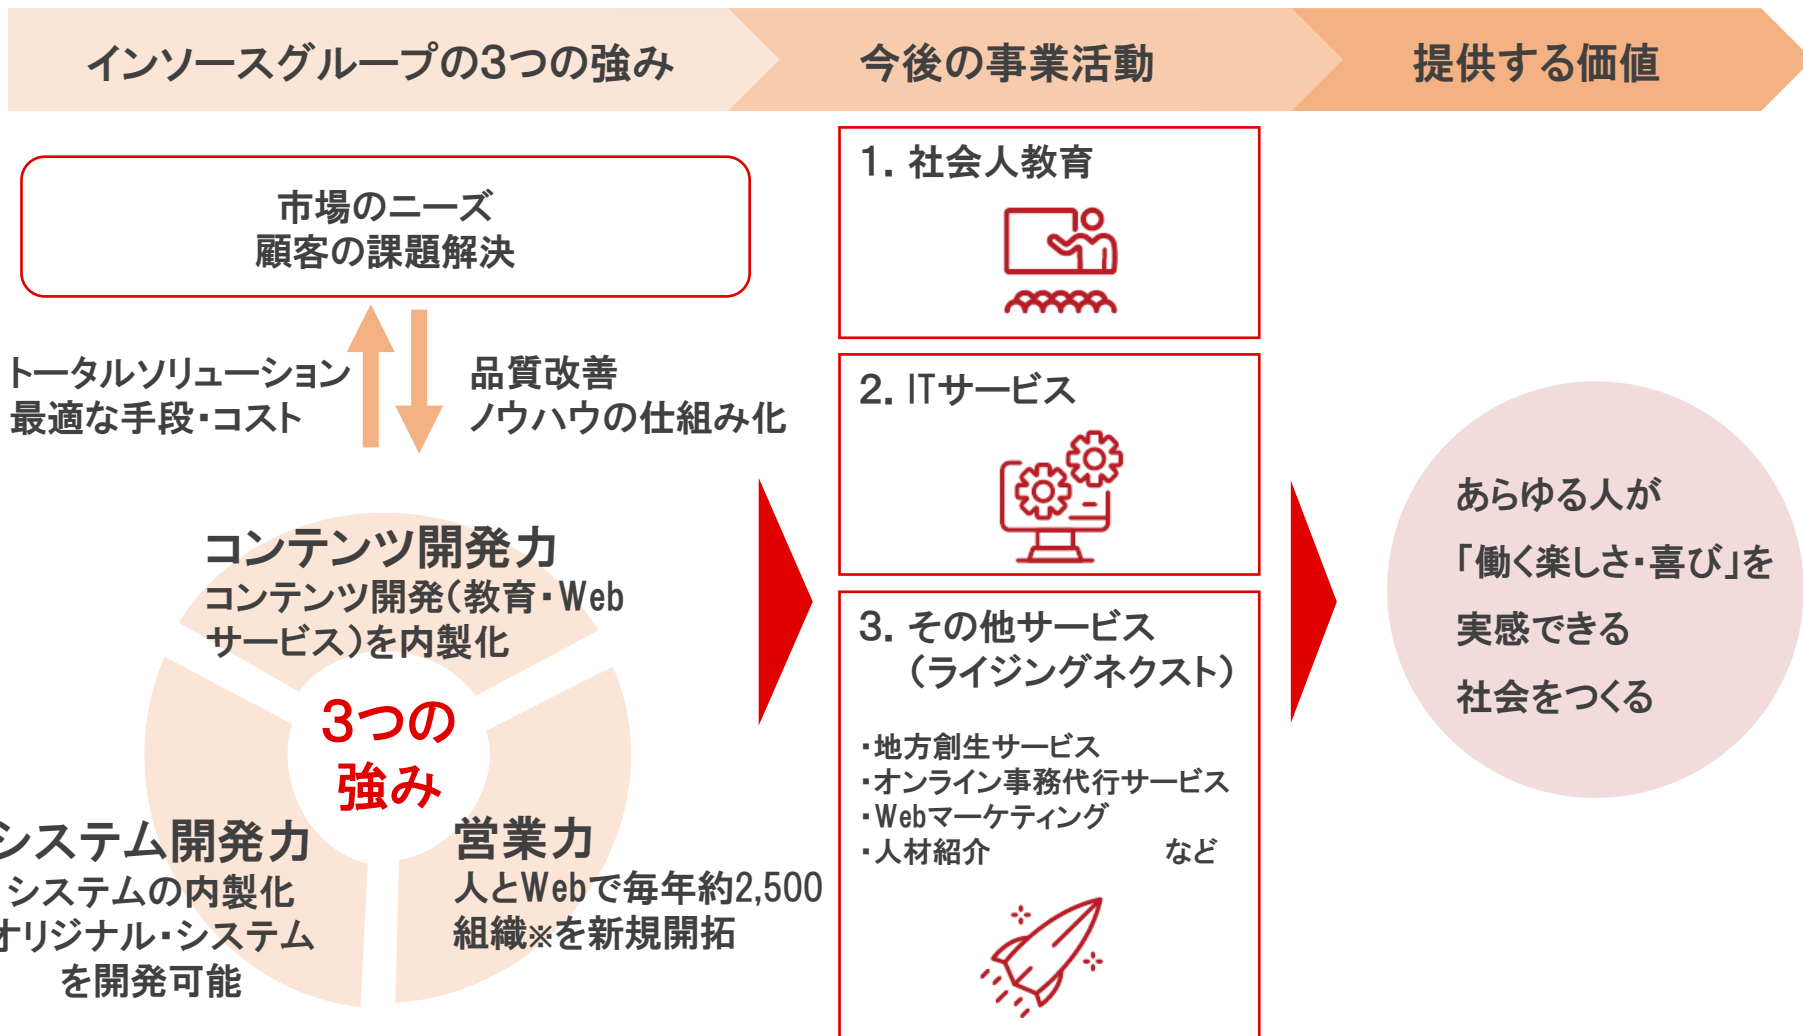 インソースグループの3つの強み
今後の事業活動
提供する価値
市場のニーズ
顧客の課題解決
トータルソリューション
最適な手段・コスト
品質改善
ノウハウの仕組み化
コンテンツ開発力
コンテンツ開発(教育・Web
サービス)を内製化
3つの
強み
システム開発力
システムの内製化
オリジナル・システム
を開発可能
営業力
人とWebで毎年約2,500
組織※を新規開拓
1. 社会人教育
2. ITサービス
3. その他サービス
(ライジングネクスト)
・地方創生サービス
・オンライン事務代行サービス
・Webマーケティング
・人材紹介 など
あらゆる人が
「働く楽しさ・喜び」を
実感できる
社会をつくる